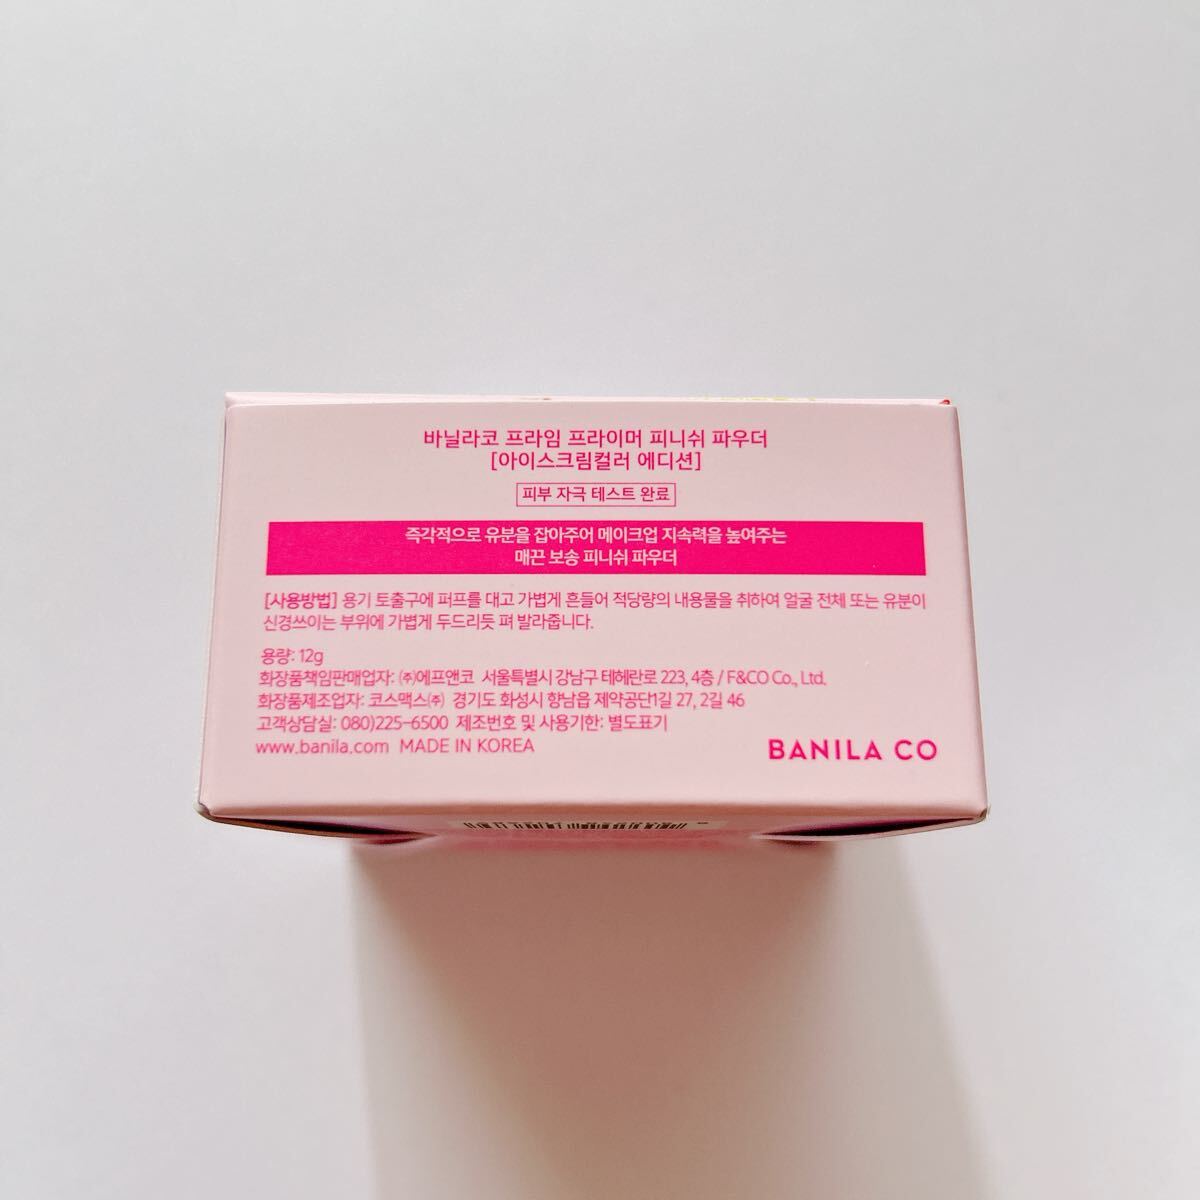 바닐라코 프라임 프라이머 피니쉬 파우더
[아이스크림컬러 에디션]
피부 자극 테스트 완료
즉각적으로 유분을 잡아주어 메이크업 지속력을 높여주는
매끈 보송 피니쉬 파우더
[사용방법] 용기 토출구에 퍼프를 대고 가볍게 흔들어 적당량의 내용물을 취하여 얼굴 전체 또는 유분이
신경쓰이는 부위에 가볍게 두드리듯 펴 발라줍니다.
용량: 12g
화장품책임판매업자: ㈜에프앤코 서울특별시 강남구 테헤란로 223, 4층 / F&CO Co., Ltd.
화장품제조업자: 코스맥스㈜ 경기도 화성시 향남읍 제약공단1길 27, 2길 46
고객상담실: 080)225-6500 제조번호 및 사용기한: 별도표기
www.banila.com MADE IN KOREA
BANILA CO